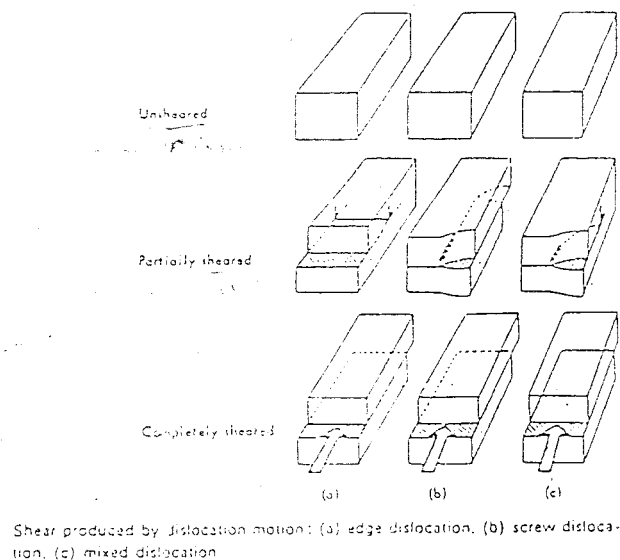 Unsheared
Partially sheared
Completely sheared
(a)
(b)
(c)
Shear produced by dislocation motion: (a) edge dislocation, (b) screw disloca-
tion, (c) mixed dislocation